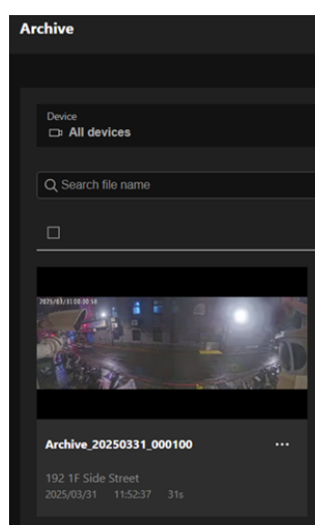 Archive
Device
All devices
Search file name
2025/03/31 00:00:58
Archive_20250331_000100
...
192 1F Side Street
2025/03/31 11:52:37 31s